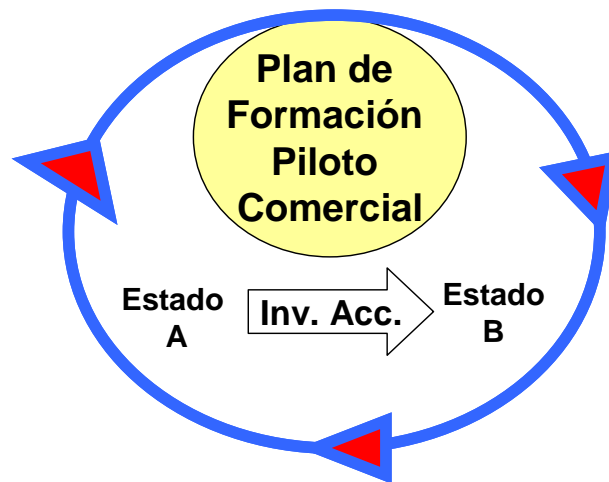 Plan de
Formación
Piloto
Comercial
Estado
A
Inv. Acc.
Estado
B